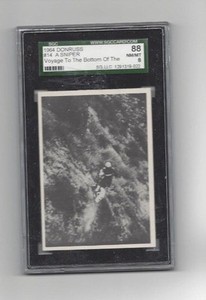 1964 DONRUSS
88
#14 A SNIPER
NM/MT
Voyage To The Bottom Of The
8